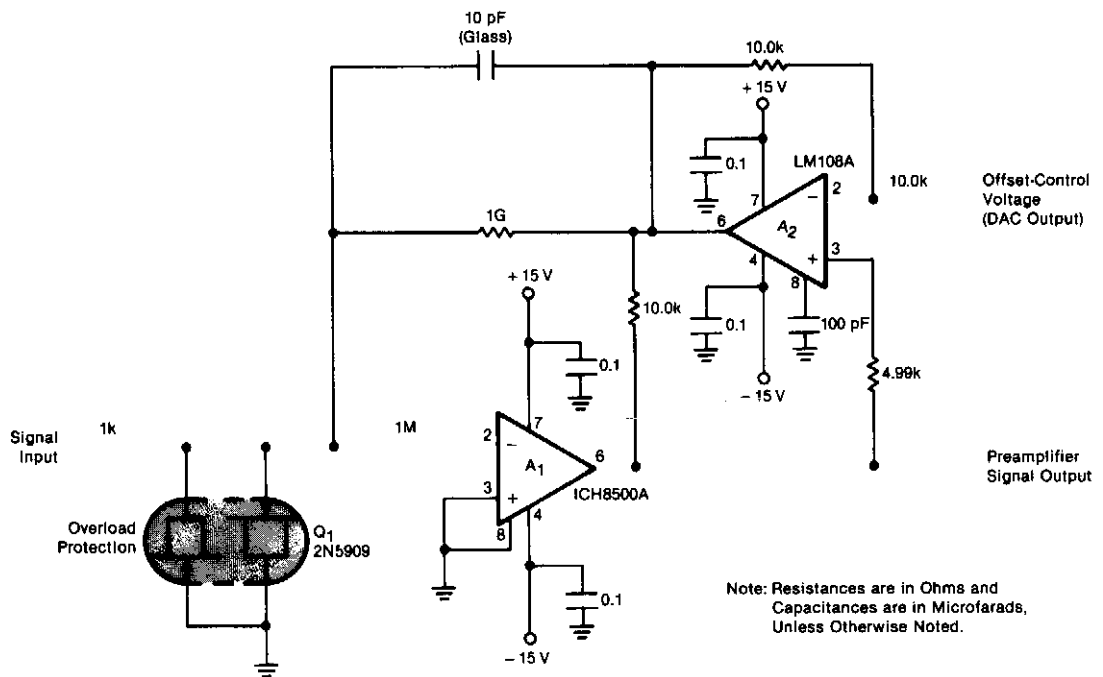 10 pF
(Glass)
10.0k
+ 15 V
0.1
LM108A
2
−
10.0k
Offset-Control
Voltage
(DAC Output)
7
6
A2
1G
4
+
3
8
+ 15 V
10.0k
0.1
100 pF
0.1
4.99k
− 15 V
Signal
Input
1k
1M
7
2
−
6
A1
ICH8500A
Preamplifier
Signal Output
3
+
4
8
Overload
Protection
Q1
2N5909
0.1
− 15 V
Note: Resistances are in Ohms and
Capacitances are in Microfarads,
Unless Otherwise Noted.